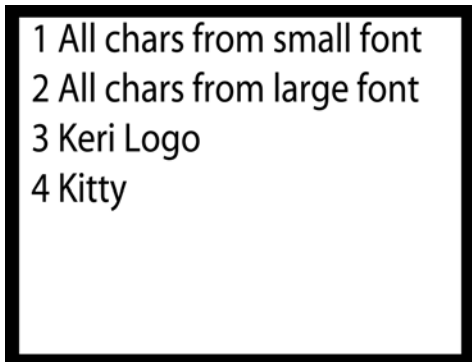 1 All chars from small font
2 All chars from large font
3 Keri Logo
4 Kitty